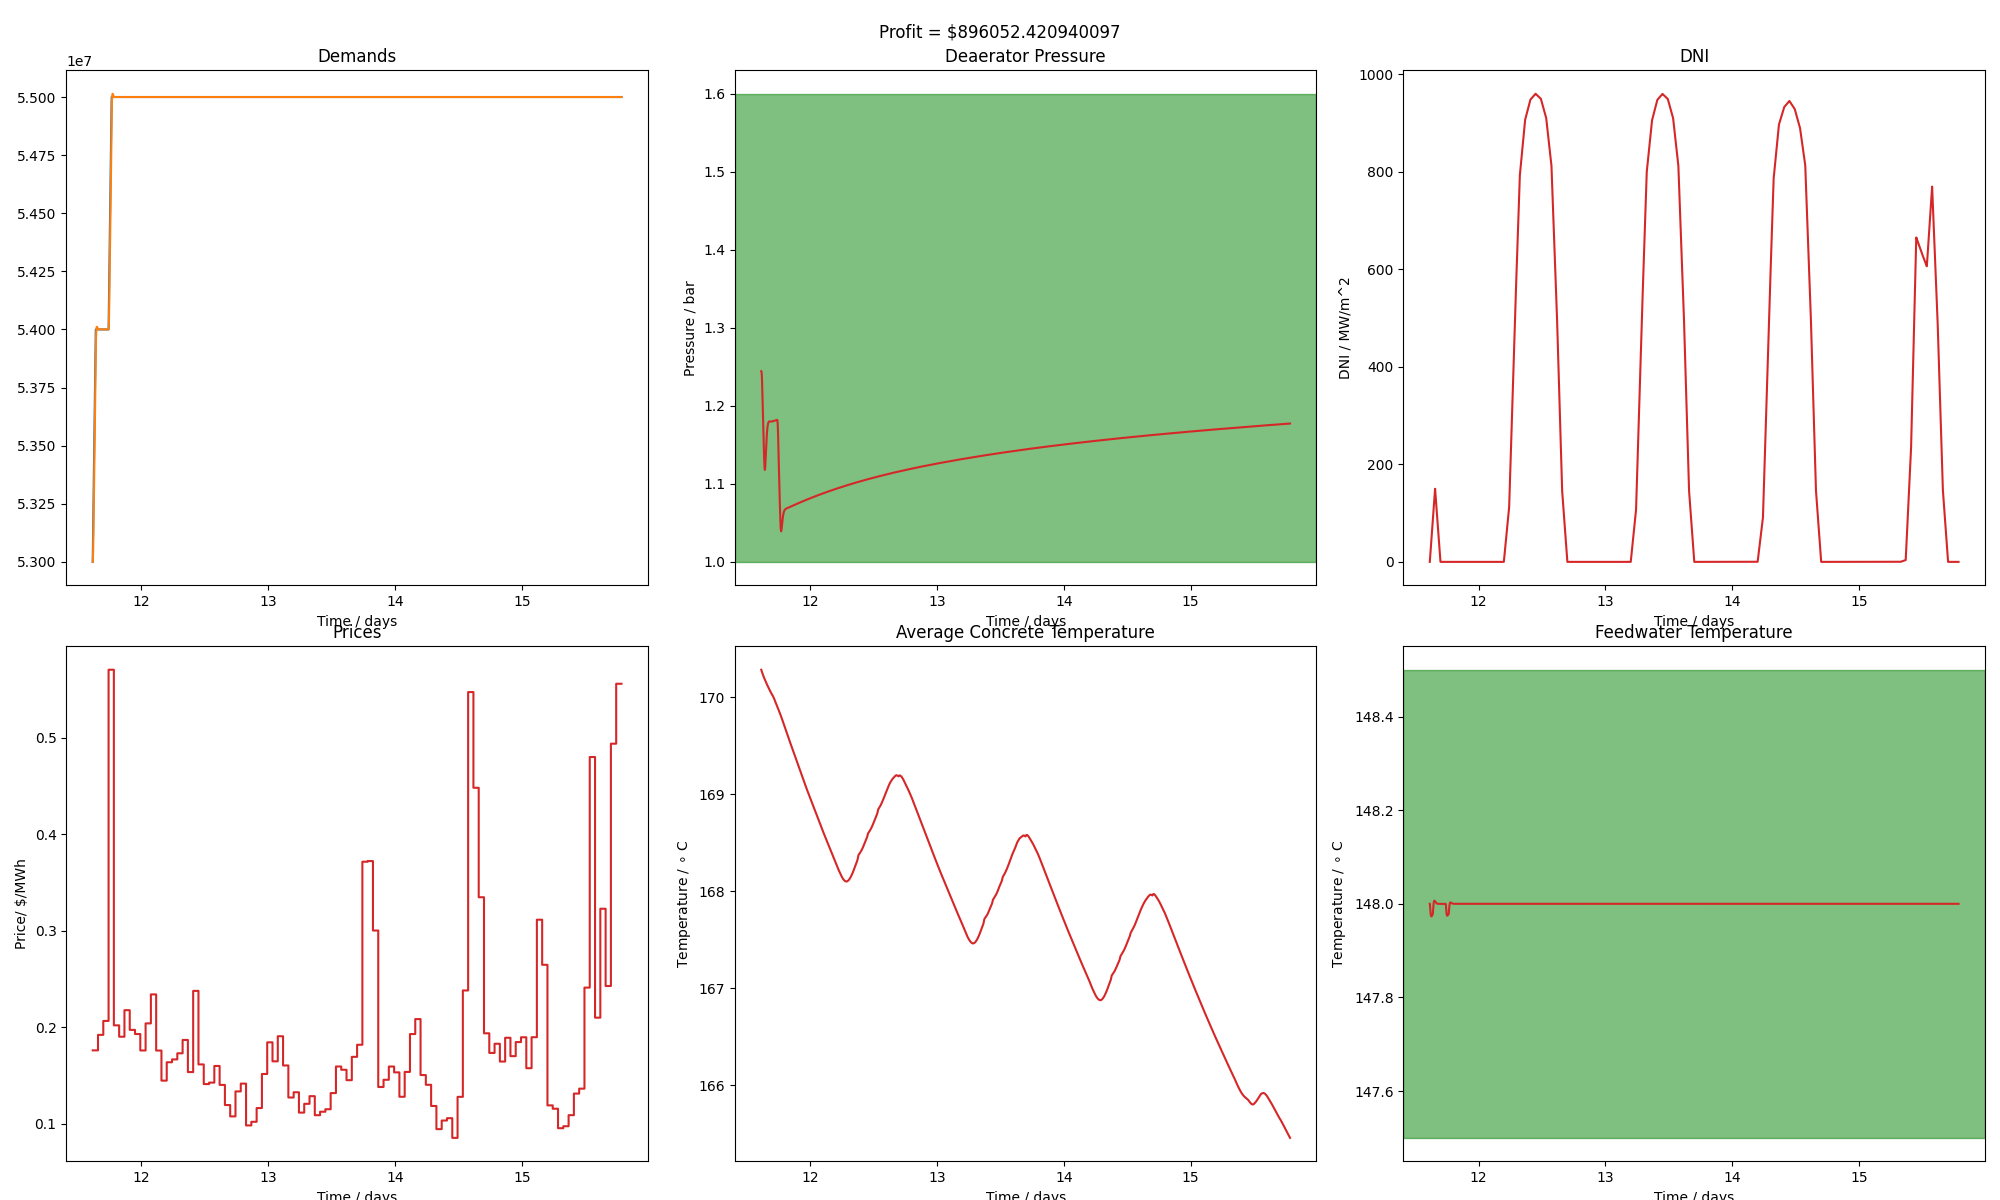 Profit = $896052.420940097
Demands
1e7
5.500
5.475
5.450
5.425
5.400
5.375
5.350
5.325
5.300
12 13 14 15
Time / days
Deaerator Pressure
Pressure / bar
1.6
1.5
1.4
1.3
1.2
1.1
1.0
12 13 14 15
Time / days
DNI
DNI / MW/m^2
1000
800
600
400
200
0
12 13 14 15
Time / days
Prices
Price/ $/MWh
0.5
0.4
0.3
0.2
0.1
12 13 14 15
Time / days
Average Concrete Temperature
Temperature / ∘ C
170
169
168
167
166
12 13 14 15
Time / days
Feedwater Temperature
Temperature / ∘ C
148.4
148.2
148.0
147.8
147.6
12 13 14 15
Time / days